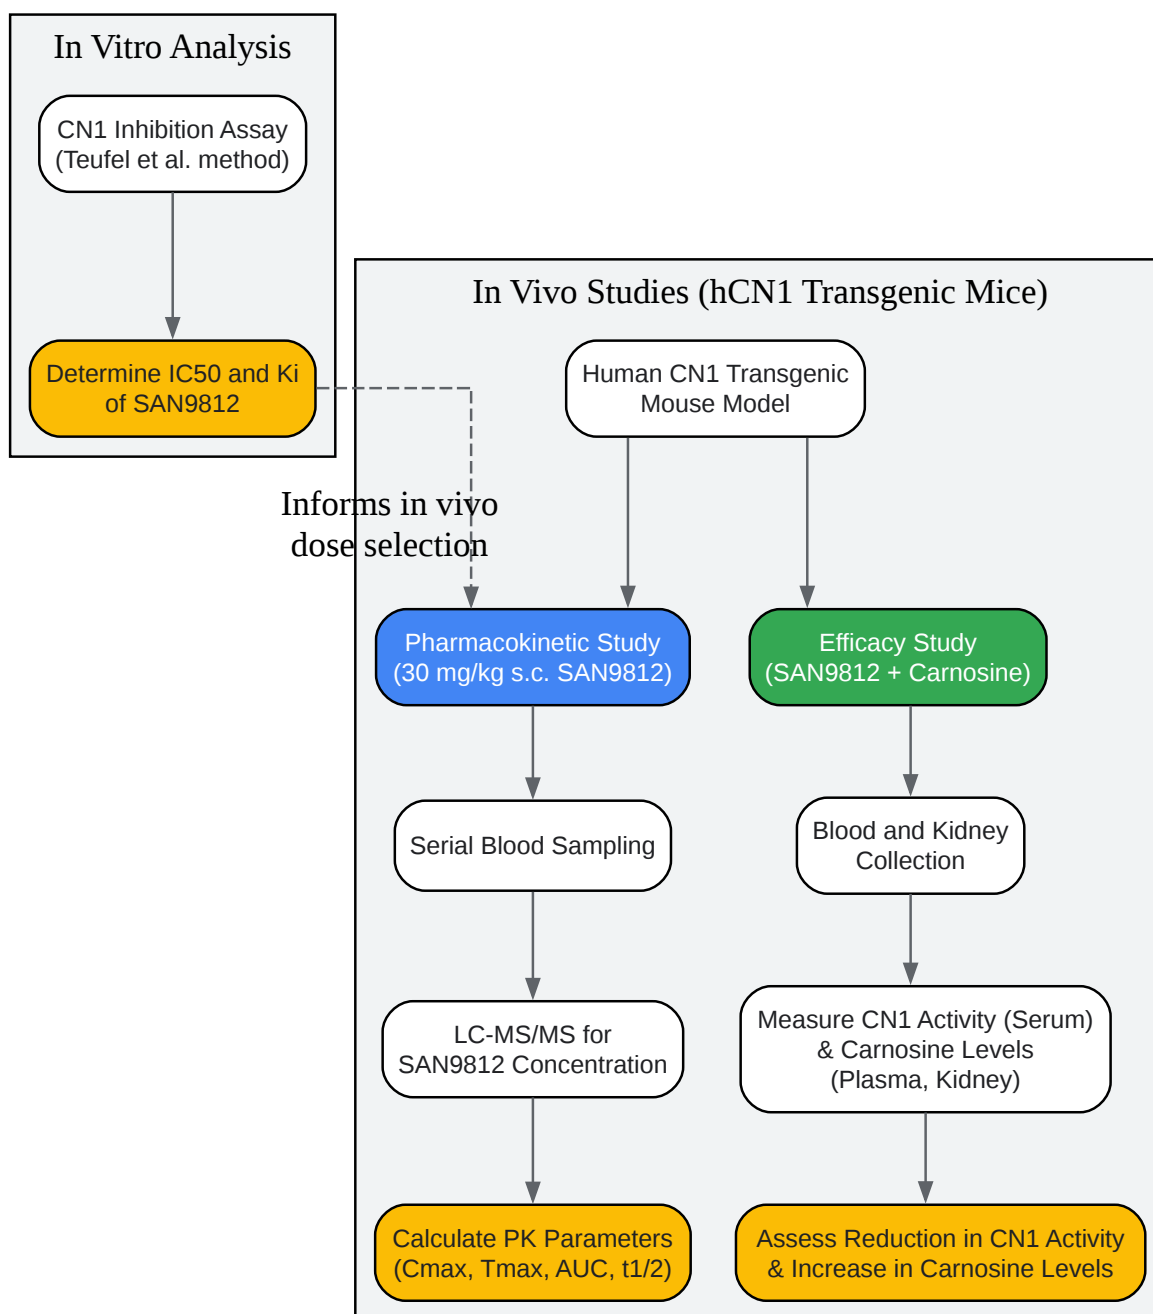 In Vitro Analysis
CN1 Inhibition Assay
(Teufel et al. method)
Determine IC50 and Ki
of SAN9812
Informs in vivo
dose selection
In Vivo Studies (hCN1 Transgenic Mice)
Human CN1 Transgenic
Mouse Model
Pharmacokinetic Study
(30 mg/kg s.c. SAN9812)
Serial Blood Sampling
LC-MS/MS for
SAN9812 Concentration
Calculate PK Parameters
(Cmax, Tmax, AUC, t1/2)
Efficacy Study
(SAN9812 + Carnosine)
Blood and Kidney
Collection
Measure CN1 Activity (Serum)
& Carnosine Levels
(Plasma, Kidney)
Assess Reduction in CN1 Activity
& Increase in Carnosine Levels